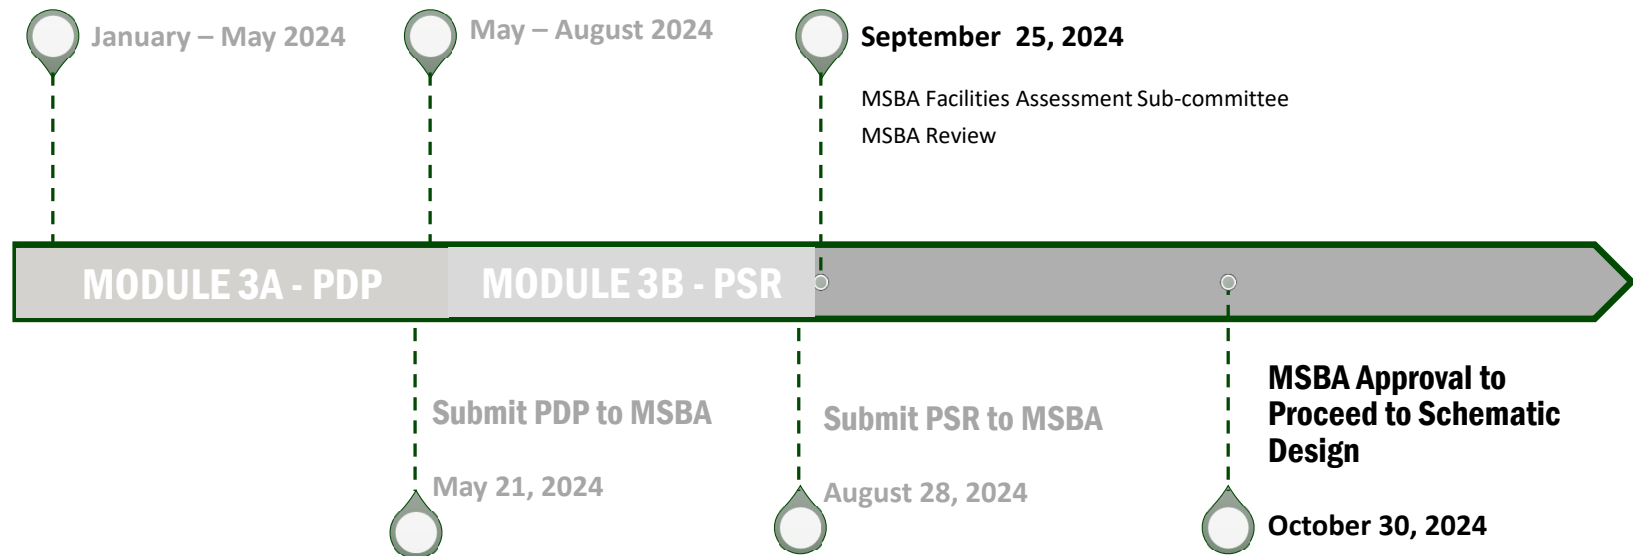 January – May 2024
May – August 2024
September 25, 2024
MSBA Facilities Assessment Sub-committee
MSBA Review
MODULE 3A - PDP
MODULE 3B - PSR
Submit PDP to MSBA
May 21, 2024
Submit PSR to MSBA
August 28, 2024
MSBA Approval to
Proceed to Schematic
Design
October 30, 2024